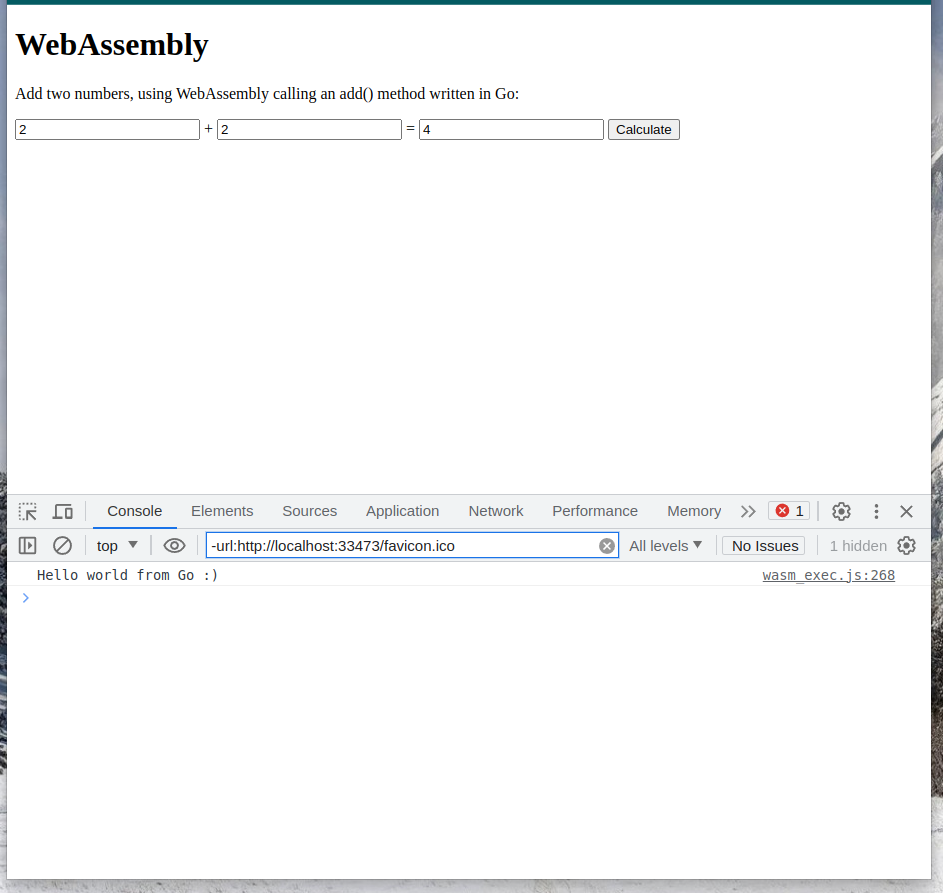 WebAssembly
Add two numbers, using WebAssembly calling an add() method written in Go:
2 + 2 = 4 Calculate
Console Elements Sources Application Network Performance Memory 1
top -url:http://localhost:33473/favicon.ico All levels No Issues 1 hidden
Hello world from Go :) wasm_exec.js:268